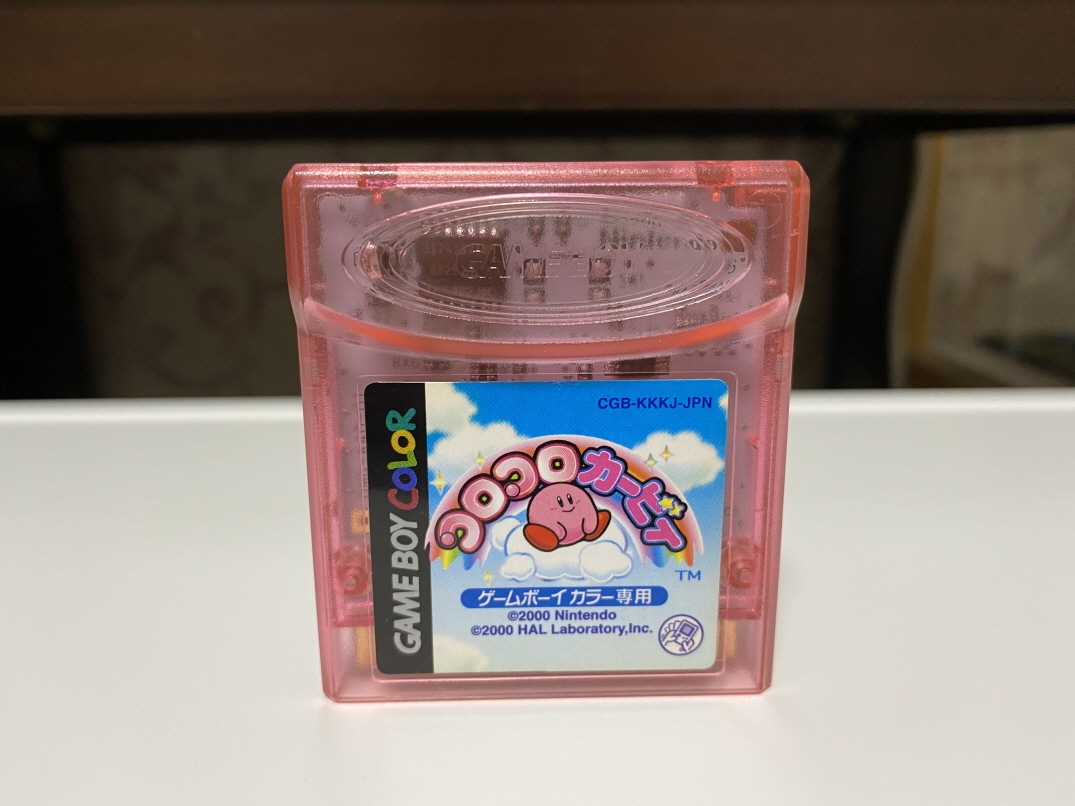 CGB-KKKJ-JPN
GAME BOY COLOR
コロコロカービィ
TM
ゲームボーイカラー専用
©2000 Nintendo
©2000 HAL Laboratory,Inc.